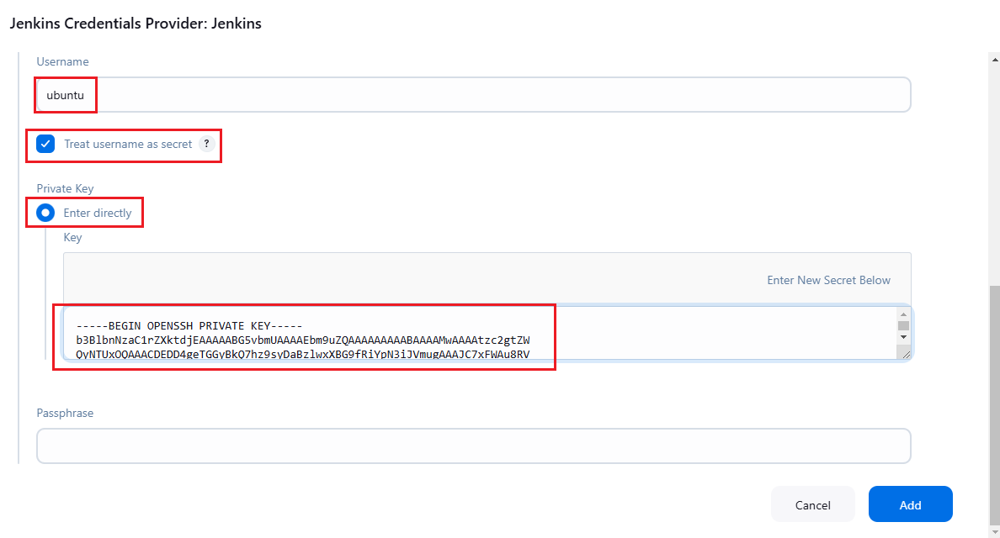 Jenkins Credentials Provider: Jenkins
Username
ubuntu
Treat username as secret ?
Private Key
Enter directly
Key
Enter New Secret Below
-----BEGIN OPENSSH PRIVATE KEY-----
b3BlbnNzaC1rZXktdjEAAAAABG5vbmUAAAAEbm9uZQAAAAAAAAABAAAAMwAAAAtzc2gtZW
QyNTUxOQAAACDEDD4geTGGyBkQ7hz9syDaBzlwxXBG9fRiYpN3iJVmugAAAJC7xFWAu8RV
Passphrase
Cancel
Add